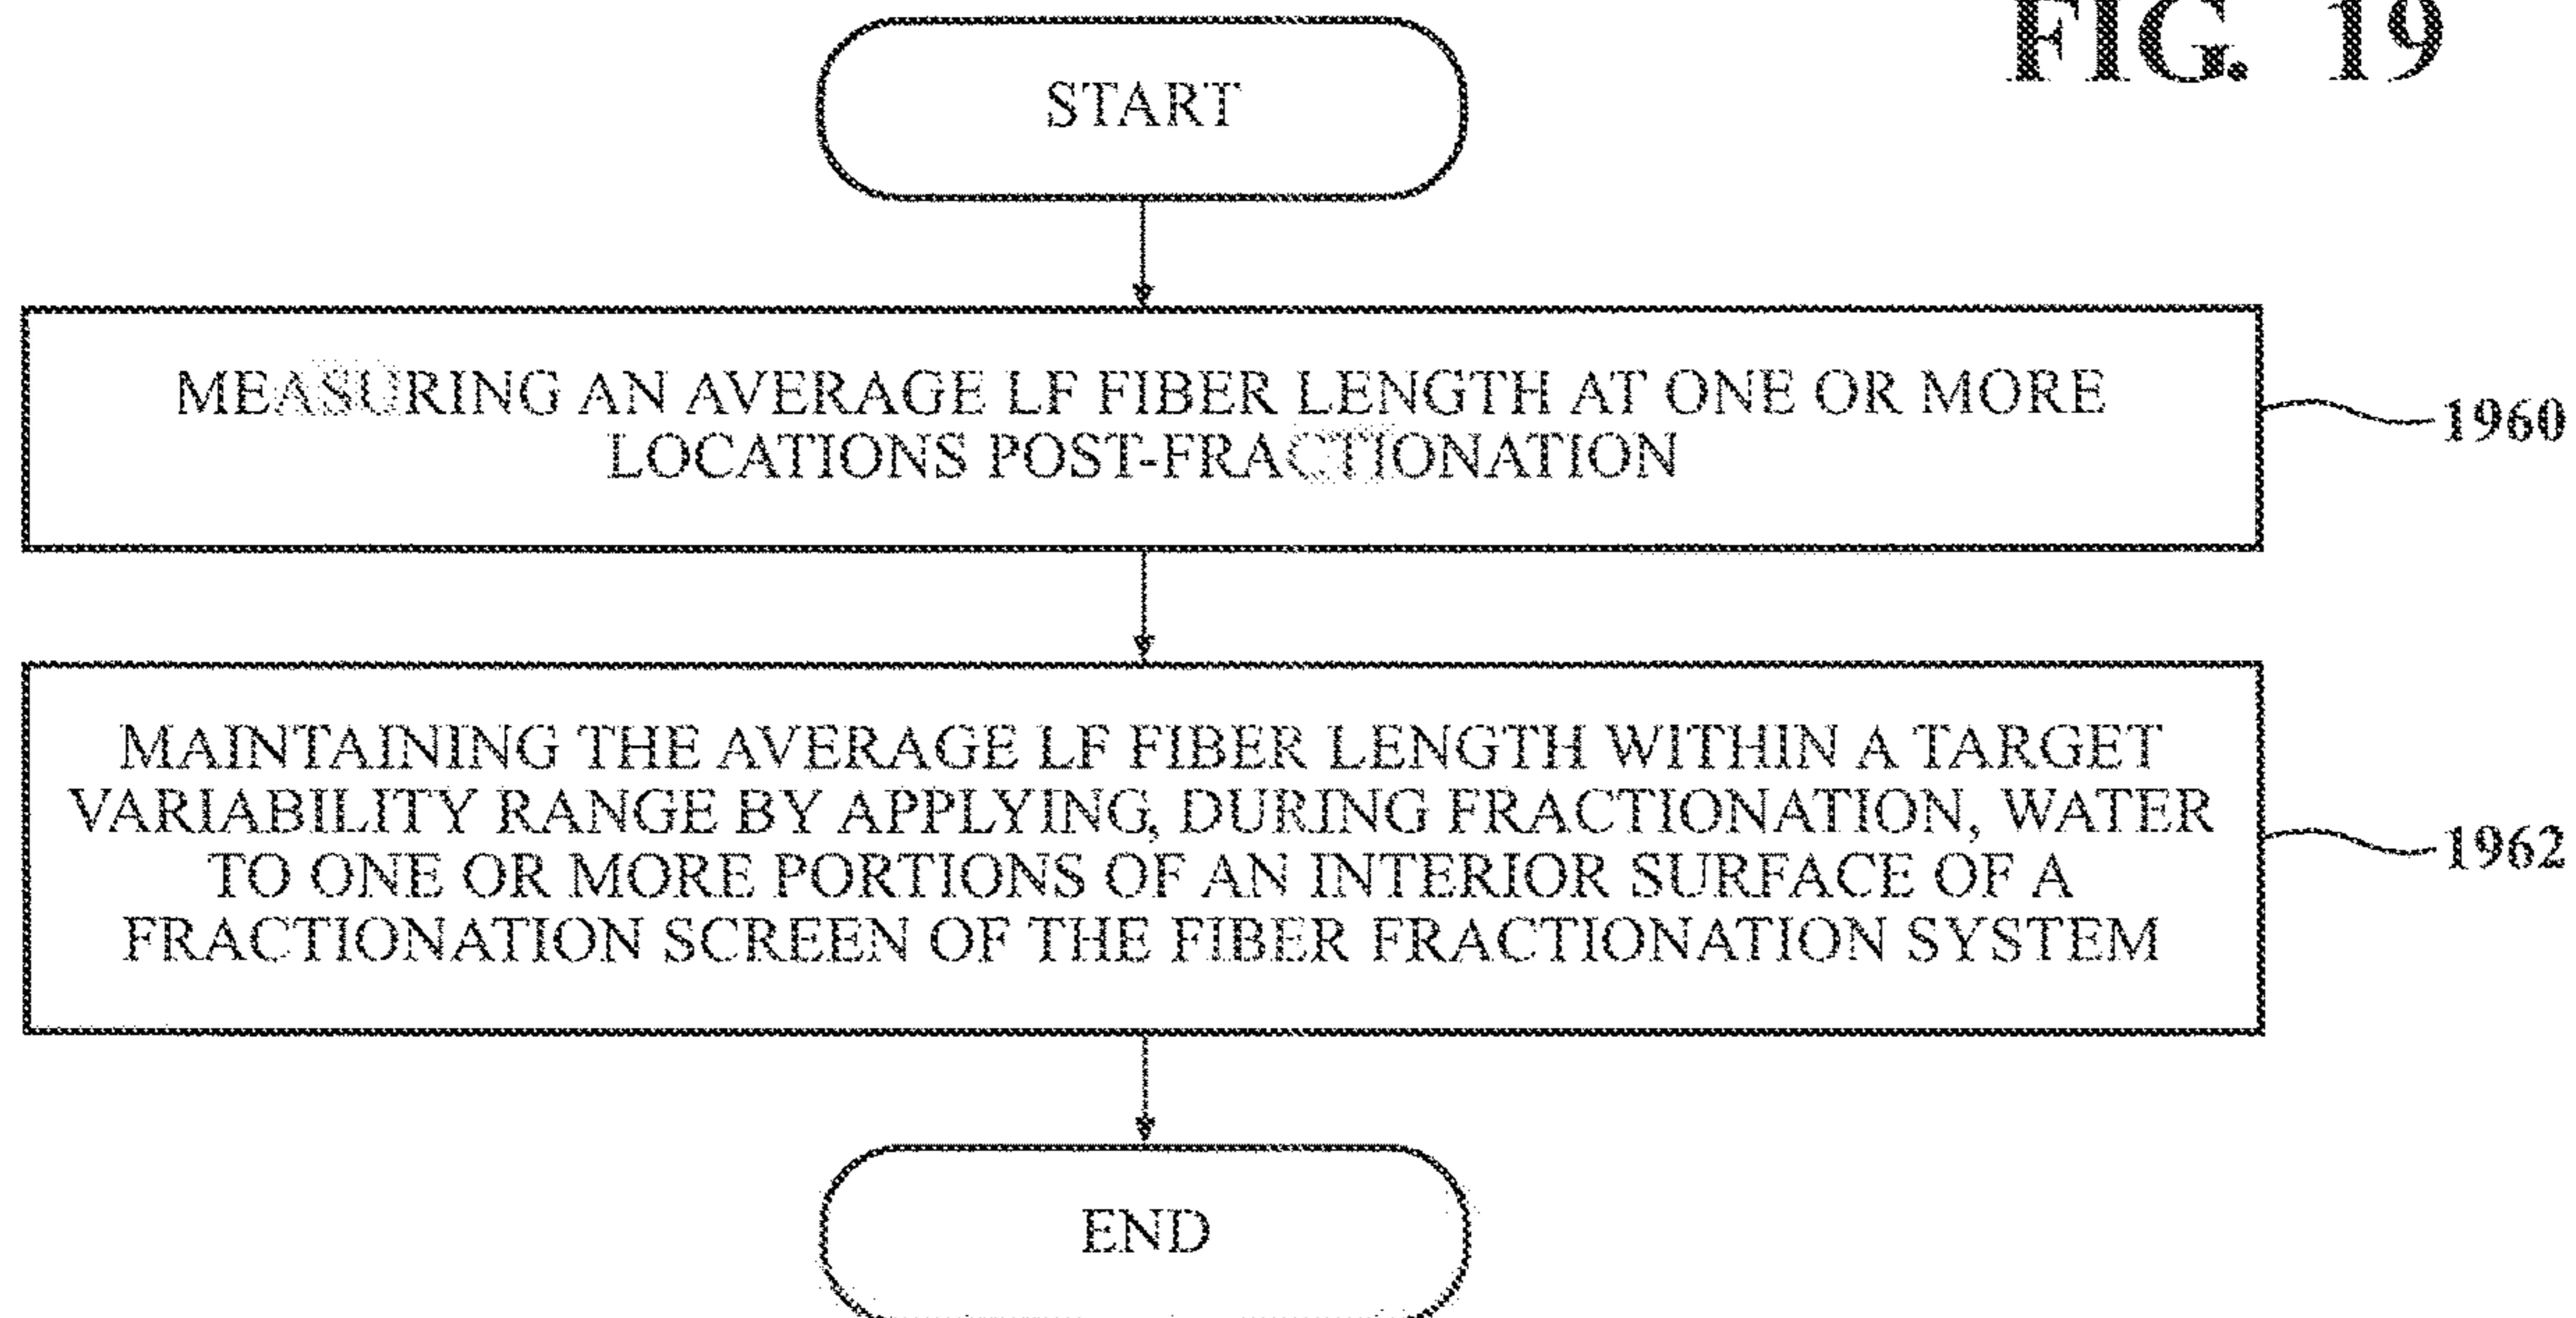 FIG. 19
START
MEASURING AN AVERAGE LF FIBER LENGTH AT ONE OR MORE
LOCATIONS POST-FRACTIONATION
1960
MAINTAINING THE AVERAGE LF FIBER LENGTH WITHIN A TARGET
VARIABILITY RANGE BY APPLYING, DURING FRACTIONATION, WATER
TO ONE OR MORE PORTIONS OF AN INTERIOR SURFACE OF A
FRACTIONATION SCREEN OF THE FIBER FRACTIONATION SYSTEM
1962
END